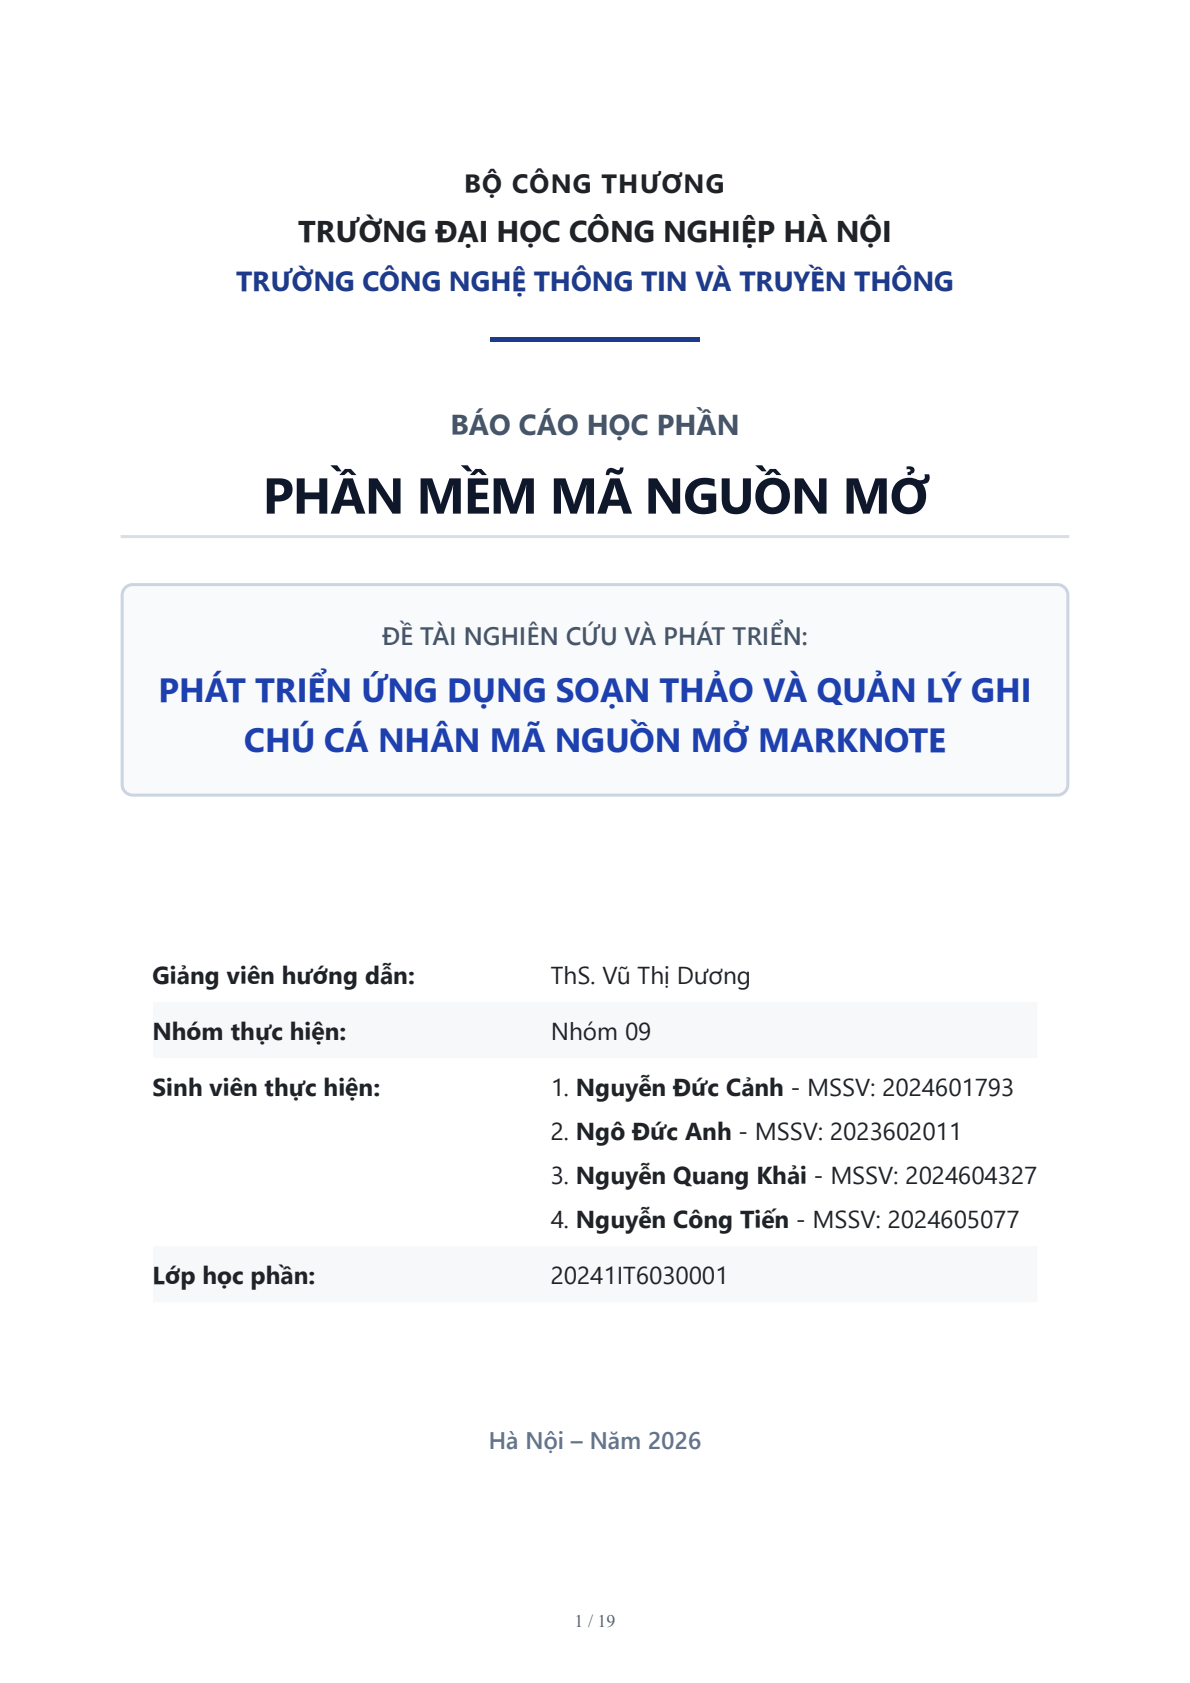 BỘ CÔNG THƯƠNG
TRƯỜNG ĐẠI HỌC CÔNG NGHIỆP HÀ NỘI
TRƯỜNG CÔNG NGHỆ THÔNG TIN VÀ TRUYỀN THÔNG
BÁO CÁO HỌC PHẦN
PHẦN MỀM MÃ NGUỒN MỞ
ĐỀ TÀI NGHIÊN CỨU VÀ PHÁT TRIỂN:
PHÁT TRIỂN ỨNG DỤNG SOẠN THẢO VÀ QUẢN LÝ GHI
CHÚ CÁ NHÂN MÃ NGUỒN MỞ MARKNOTE
Giảng viên hướng dẫn: ThS. Vũ Thị Dương
Nhóm thực hiện: Nhóm 09
Sinh viên thực hiện: 1. Nguyễn Đức Cảnh - MSSV: 2024601793
2. Ngô Đức Anh - MSSV: 2023602011
3. Nguyễn Quang Khải - MSSV: 2024604327
4. Nguyễn Công Tiến - MSSV: 2024605077
Lớp học phần: 20241IT6030001
Hà Nội – Năm 2026
1 / 19